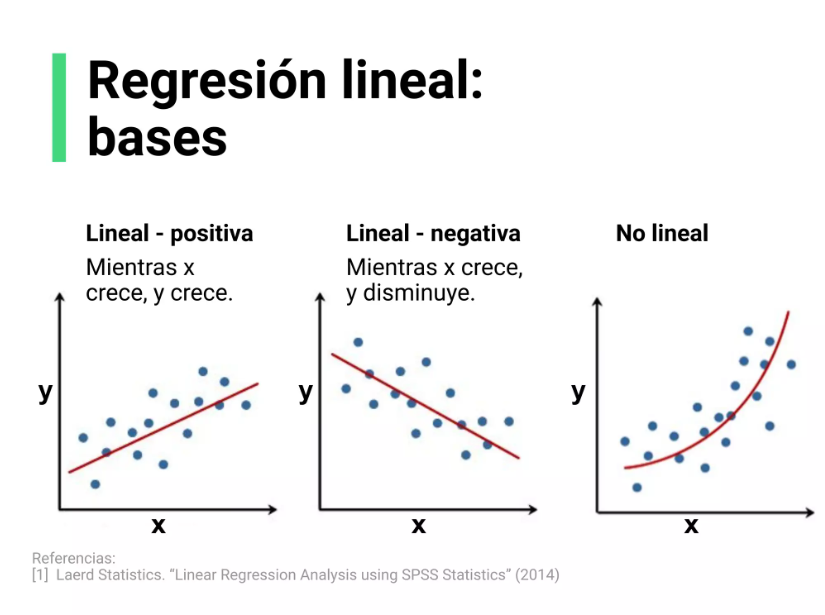 Regresión lineal:
bases
Lineal - positiva
Mientras x
crece, y crece.
y
x
Lineal - negativa
Mientras x crece,
y disminuye.
y
x
No lineal
y
x
Referencias:
[1] Laerd Statistics. “Linear Regression Analysis using SPSS Statistics” (2014)